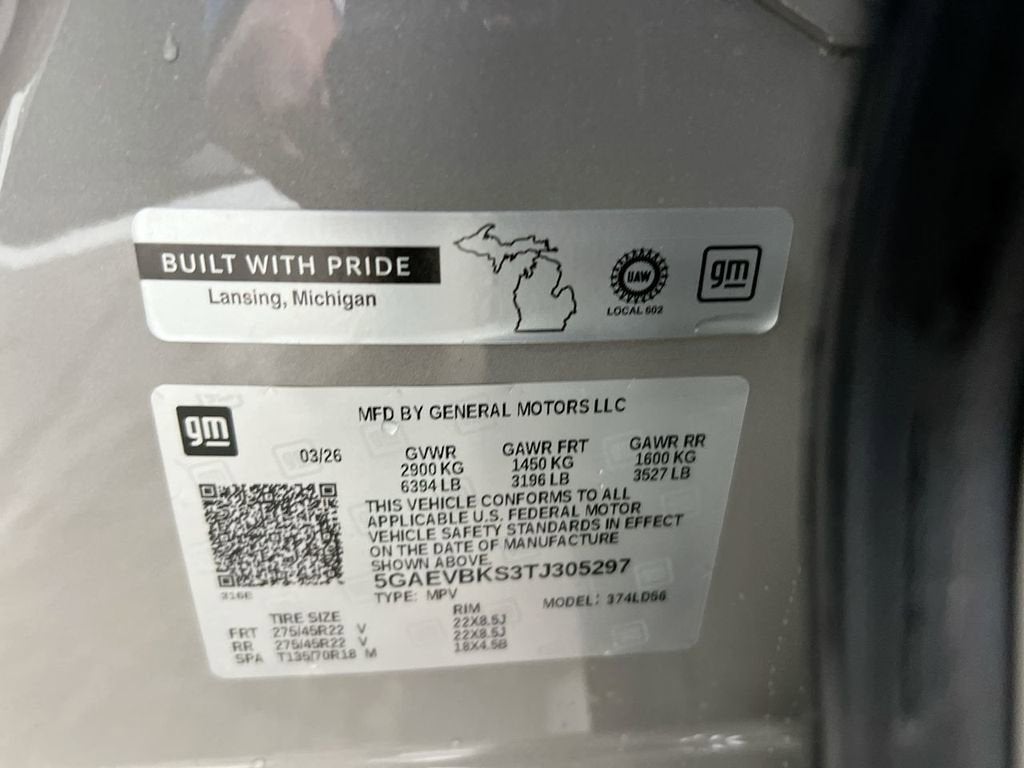 BUILT WITH PRIDE
Lansing, Michigan
UAW
LOCAL 602
gm
gm
MFD BY GENERAL MOTORS LLC
03/26
GVWR GAWR FRT GAWR RR
2900 KG 1450 KG 1600 KG
6394 LB 3196 LB 3527 LB
THIS VEHICLE CONFORMS TO ALL
APPLICABLE U.S. FEDERAL MOTOR
VEHICLE SAFETY STANDARDS IN EFFECT
ON THE DATE OF MANUFACTURE
SHOWN ABOVE.
5GAEVBKS3TJ305297
TYPE: MPV MODEL: 374LD56
316E
TIRE SIZE RIM
FRT 275/45R22 V 22X8.5J
RR 275/45R22 V 22X8.5J
SPA T135/70R18 M 18X4.5B